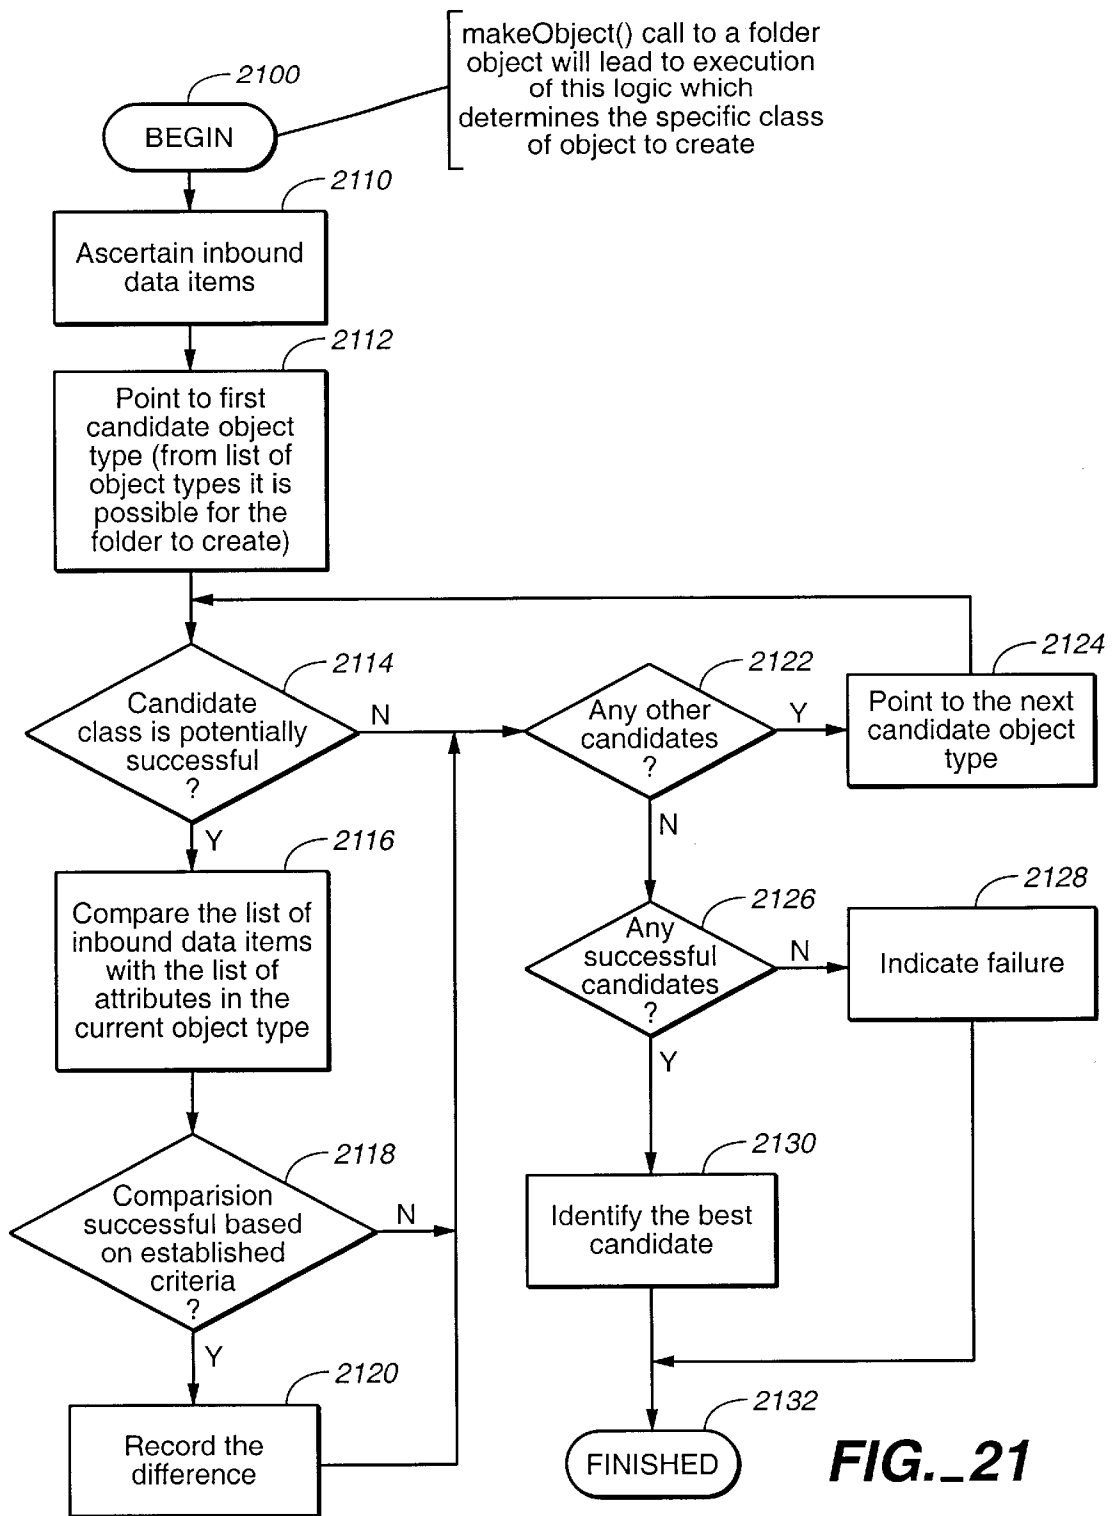 makeObject() call to a folder
object will lead to execution
of this logic which
determines the specific class
of object to create
2100
BEGIN
2110
Ascertain inbound
data items
2112
Point to first
candidate object
type (from list of
object types it is
possible for the
folder to create)
2114
Candidate
class is potentially
successful
?
N
Y
2122
Any other
candidates
?
Y
N
2124
Point to the next
candidate object
type
2116
Compare the list of
inbound data items
with the list of
attributes in the
current object type
2126
Any
successful
candidates
?
N
Y
2128
Indicate failure
2118
Comparision
successful based
on established
criteria
?
N
Y
2130
Identify the best
candidate
2120
Record the
difference
2132
FINISHED
FIG._21